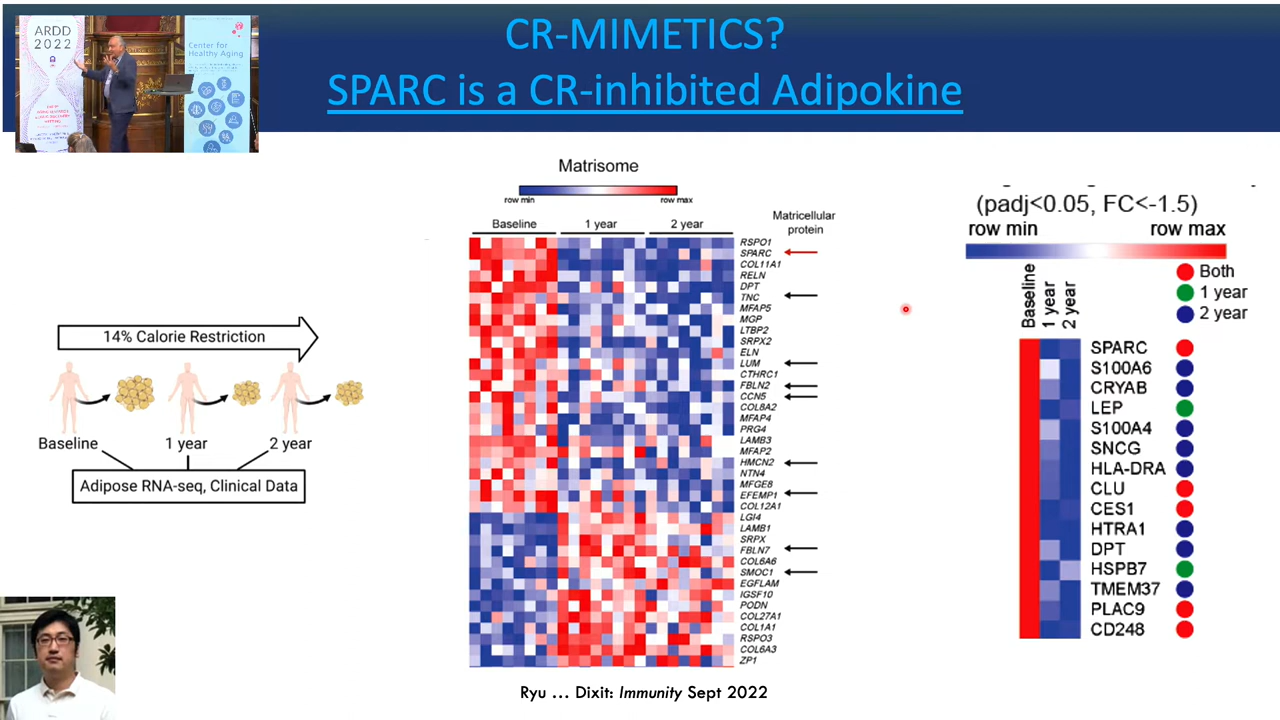 ARDD
2022
Center for
Healthy Aging
CR-MIMETICS?
SPARC is a CR-inhibited Adipokine
14% Calorie Restriction
Baseline
1 year
2 year
Adipose RNA-seq, Clinical Data
Matrisome
row min
row max
Baseline
1 year
2 year
Matricellular
protein
RSPO1
SPARC
COL11A1
RELN
DPT
TNC
MFAP5
MGP
LTBP2
SRPX2
ELN
LUM
CTHRC1
FBLN2
CCN5
COL8A2
MFAP4
PRG4
LAMB3
MFAP2
HMCN2
NTN4
MFGE8
EFEMP1
COL12A1
LGI4
LAMB1
SRPX
FBLN7
COL6A6
SMOC1
EGFLAM
IGSF10
PODN
COL27A1
COL1A1
RSPO3
COL6A3
ZP1
(padj<0.05, FC<-1.5)
row min
row max
Baseline
1 year
2 year
Both
1 year
2 year
SPARC
S100A6
CRYAB
LEP
S100A4
SNCG
HLA-DRA
CLU
CES1
HTRA1
DPT
HSPB7
TMEM37
PLAC9
CD248
Ryu ... Dixit: Immunity Sept 2022